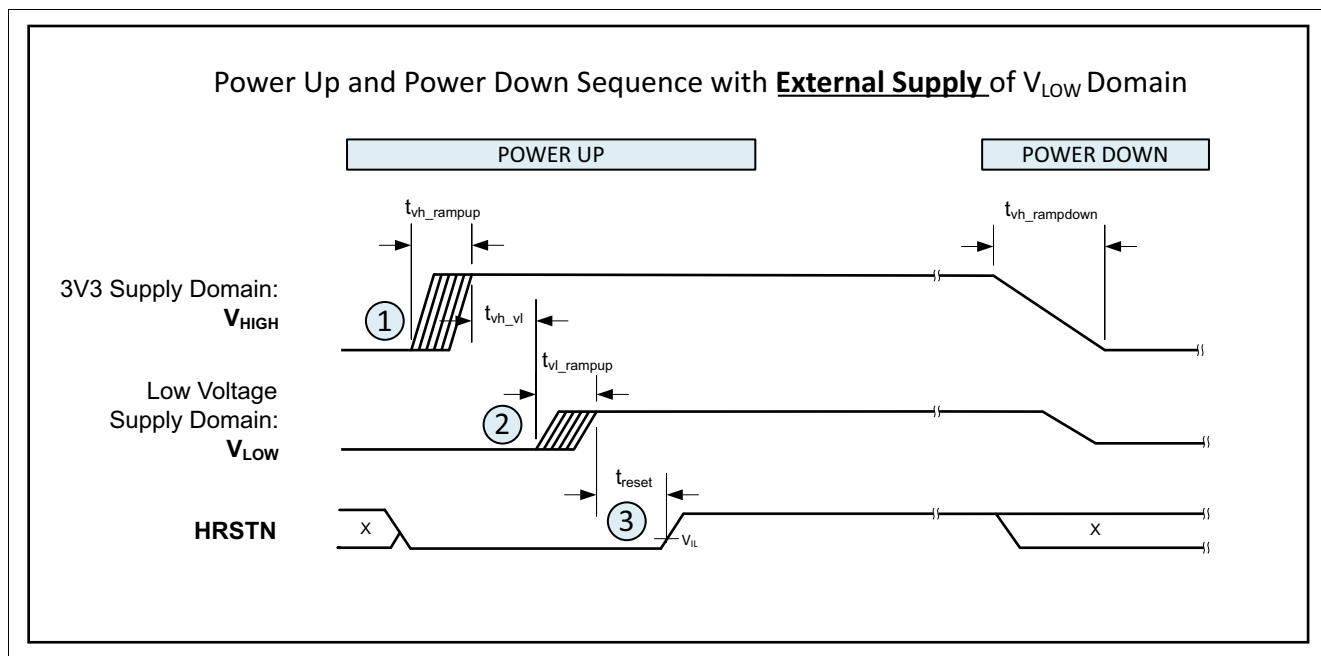 Power Up and Power Down Sequence with External Supply of VLOW Domain
POWER UP
POWER DOWN
tvh_rampup
tvh_rampdown
3V3 Supply Domain:
VHIGH
1
tvh_vl
tvl_rampup
Low Voltage
Supply Domain:
VLOW
2
treset
HRSTN
X
3
VIL
X